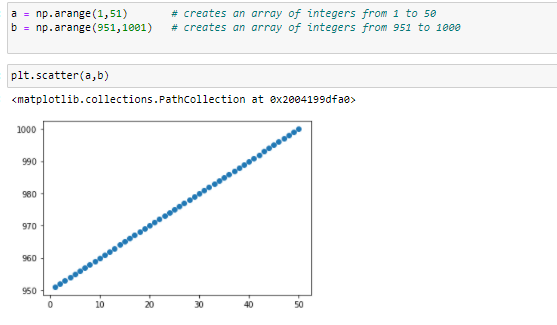 a = np.arange(1,51)       # creates an array of integers from 1 to 50
b = np.arange(951,1001)   # creates an array of integers from 951 to 1000
plt.scatter(a,b)
<matplotlib.collections.PathCollection at 0x2004199dfa0>
1000
990
980
970
960
950
0 10 20 30 40 50